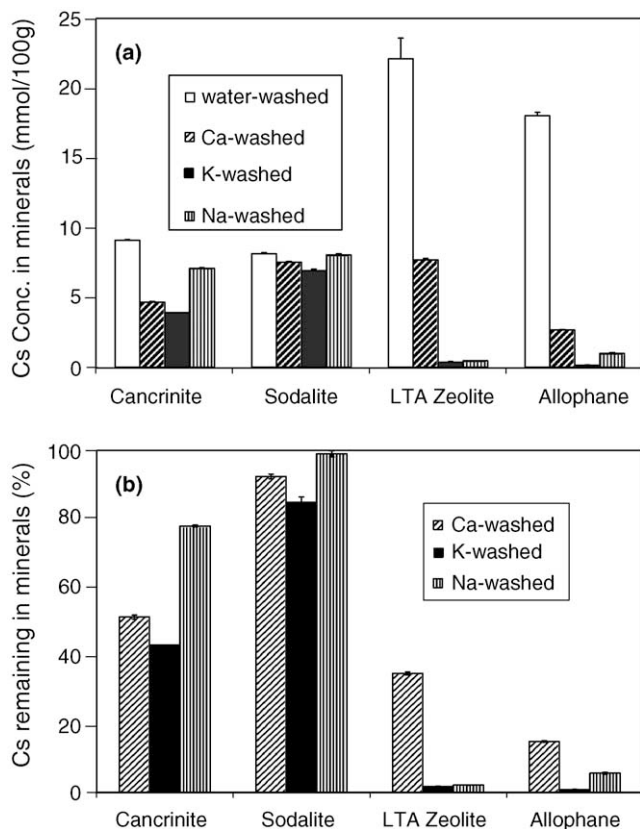 Cs Conc. in minerals (mmol/100g)
25
20
15
10
5
0
(a)
water-washed
Ca-washed
K-washed
Na-washed
Cancrinite Sodalite LTA Zeolite Allophane
Cs remaining in minerals (%)
100
80
60
40
20
0
(b)
Ca-washed
K-washed
Na-washed
Cancrinite Sodalite LTA Zeolite Allophane